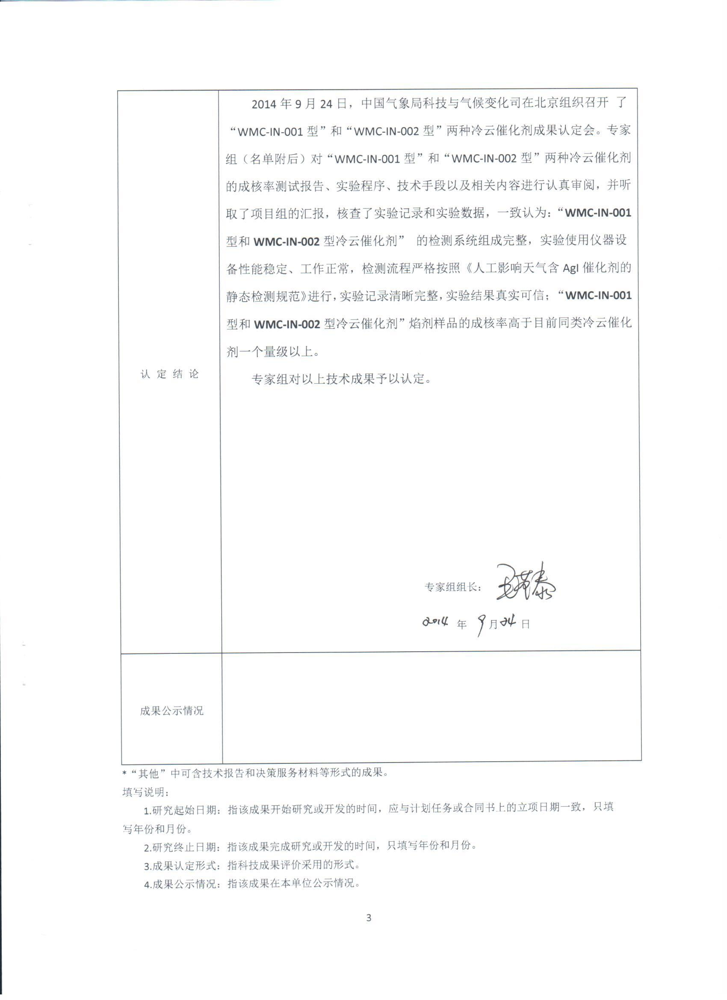 2014 年 9 月 24 日，中国气象局科技与气候变化司在北京组织召开 了
“WMC-IN-001 型”和“WMC-IN-002 型”两种冷云催化剂成果认定会。专家
组（名单附后）对“WMC-IN-001 型”和“WMC-IN-002 型”两种冷云催化剂
的成核率测试报告、实验程序、技术手段以及相关内容进行认真审阅，并听
取了项目组的汇报，核查了实验记录和实验数据，一致认为：“WMC-IN-001
型和 WMC-IN-002 型冷云催化剂” 的检测系统组成完整，实验使用仪器设
备性能稳定、工作正常，检测流程严格按照《人工影响天气含 AgI 催化剂的
静态检测规范》进行，实验记录清晰完整，实验结果真实可信；“WMC-IN-001
型和 WMC-IN-002 型冷云催化剂”焰剂样品的成核率高于目前同类冷云催化
剂一个量级以上。
认 定 结 论
专家组对以上技术成果予以认定。
专家组组长：
2014 年 9 月 24 日
成果公示情况
*“其他”中可含技术报告和决策服务材料等形式的成果。
填写说明：
1.研究起始日期：指该成果开始研究或开发的时间，应与计划任务或合同书上的立项日期一致，只填
写年份和月份。
2.研究终止日期：指该成果完成研究或开发的时间，只填写年份和月份。
3.成果认定形式：指科技成果评价采用的形式。
4.成果公示情况：指该成果在本单位公示情况。
3